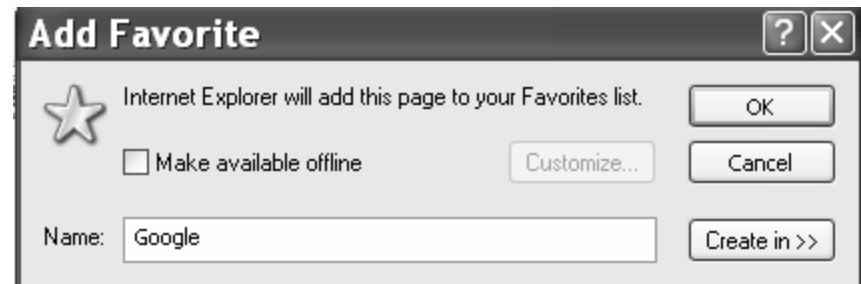 Add Favorite
Internet Explorer will add this page to your Favorites list.
OK
Make available offline
Customize...
Cancel
Name:
Google
Create in >>